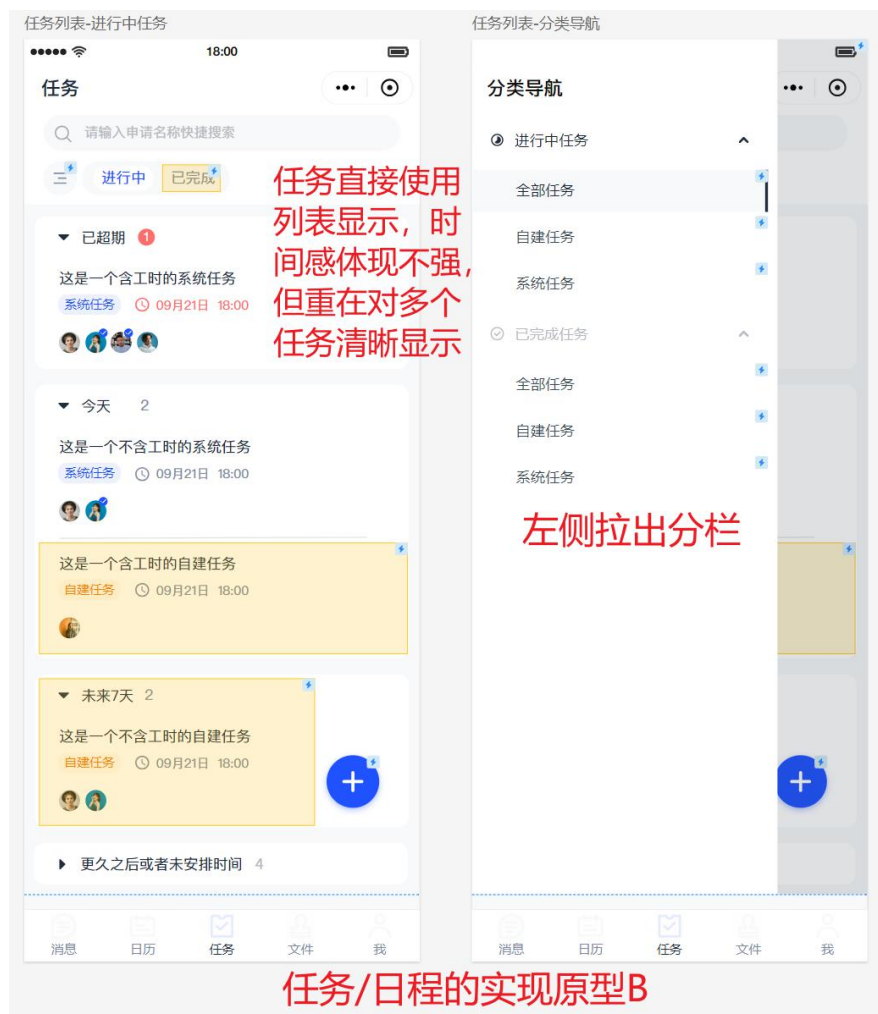 任务列表-进行中任务
18:00
任务
请输入申请名称快捷搜索
进行中
已完成
任务直接使用
列表显示，时
间感体现不强，
但重在对多个
任务清晰显示
已超期 1
这是一个含工时的系统任务
系统任务 09月21日 18:00
今天 2
这是一个不含工时的系统任务
系统任务 09月21日 18:00
这是一个含工时的自建任务
自建任务 09月21日 18:00
未来7天 2
这是一个不含工时的自建任务
自建任务 09月21日 18:00
更久之后或者未安排时间 4
消息 日历 任务 文件 我
任务列表-分类导航
分类导航
进行中任务
全部任务
自建任务
系统任务
已完成任务
全部任务
自建任务
系统任务
左侧拉出分栏
消息 日历 任务 文件 我
任务/日程的实现原型B